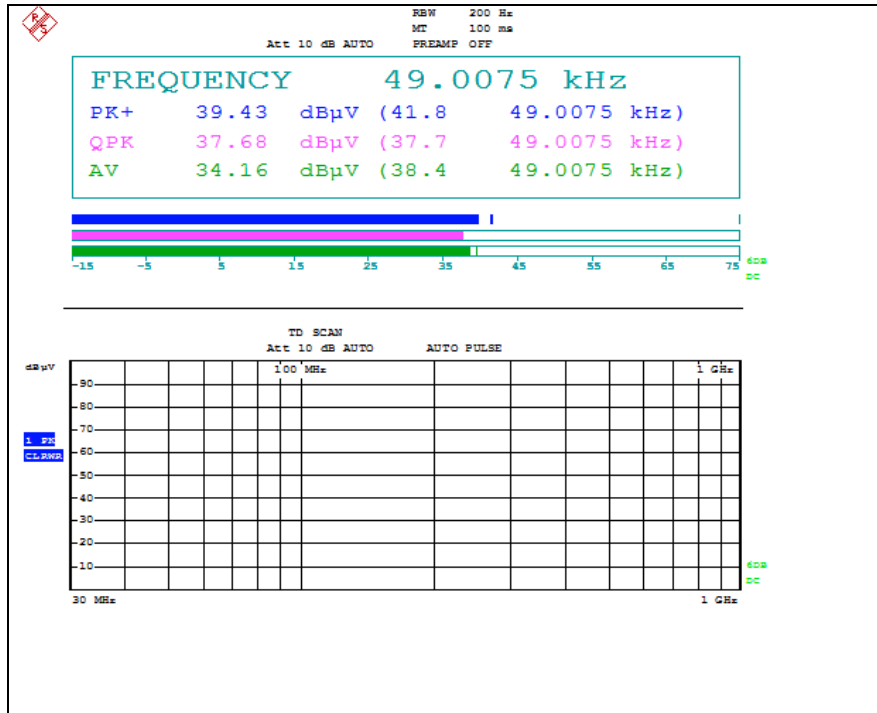 R
S
RBW 200 Hz
MT 100 ms
Att 10 dB AUTO PREAMP OFF
FREQUENCY 49.0075 kHz
PK+ 39.43 dBµV (41.8 49.0075 kHz)
QPK 37.68 dBµV (37.7 49.0075 kHz)
AV 34.16 dBµV (38.4 49.0075 kHz)
-15 -5 5 15 25 35 45 55 65 75
6DB
DC
TD SCAN
Att 10 dB AUTO AUTO PULSE
dBµV
100 MHz 1 GHz
90
80
70
1 PK
60
CLRWR
50
40
30
20
10
6DB
DC
30 MHz 1 GHz